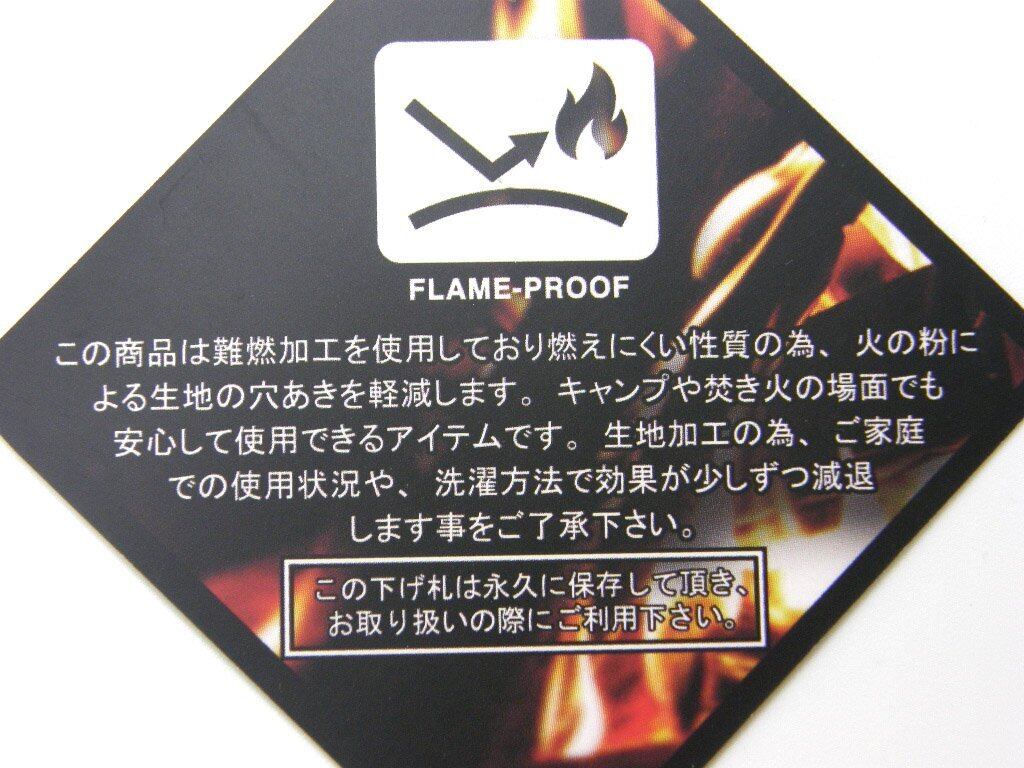 FLAME-PROOF
この商品は難燃加工を使用しており燃えにくい性質の為、火の粉に
よる生地の穴あきを軽減します。キャンプや焚き火の場面でも
安心して使用できるアイテムです。生地加工の為、ご家庭
での使用状況や、洗濯方法で効果が少しずつ減退
します事をご了承下さい。
この下げ札は永久に保存して頂き、
お取り扱いの際にご利用下さい。